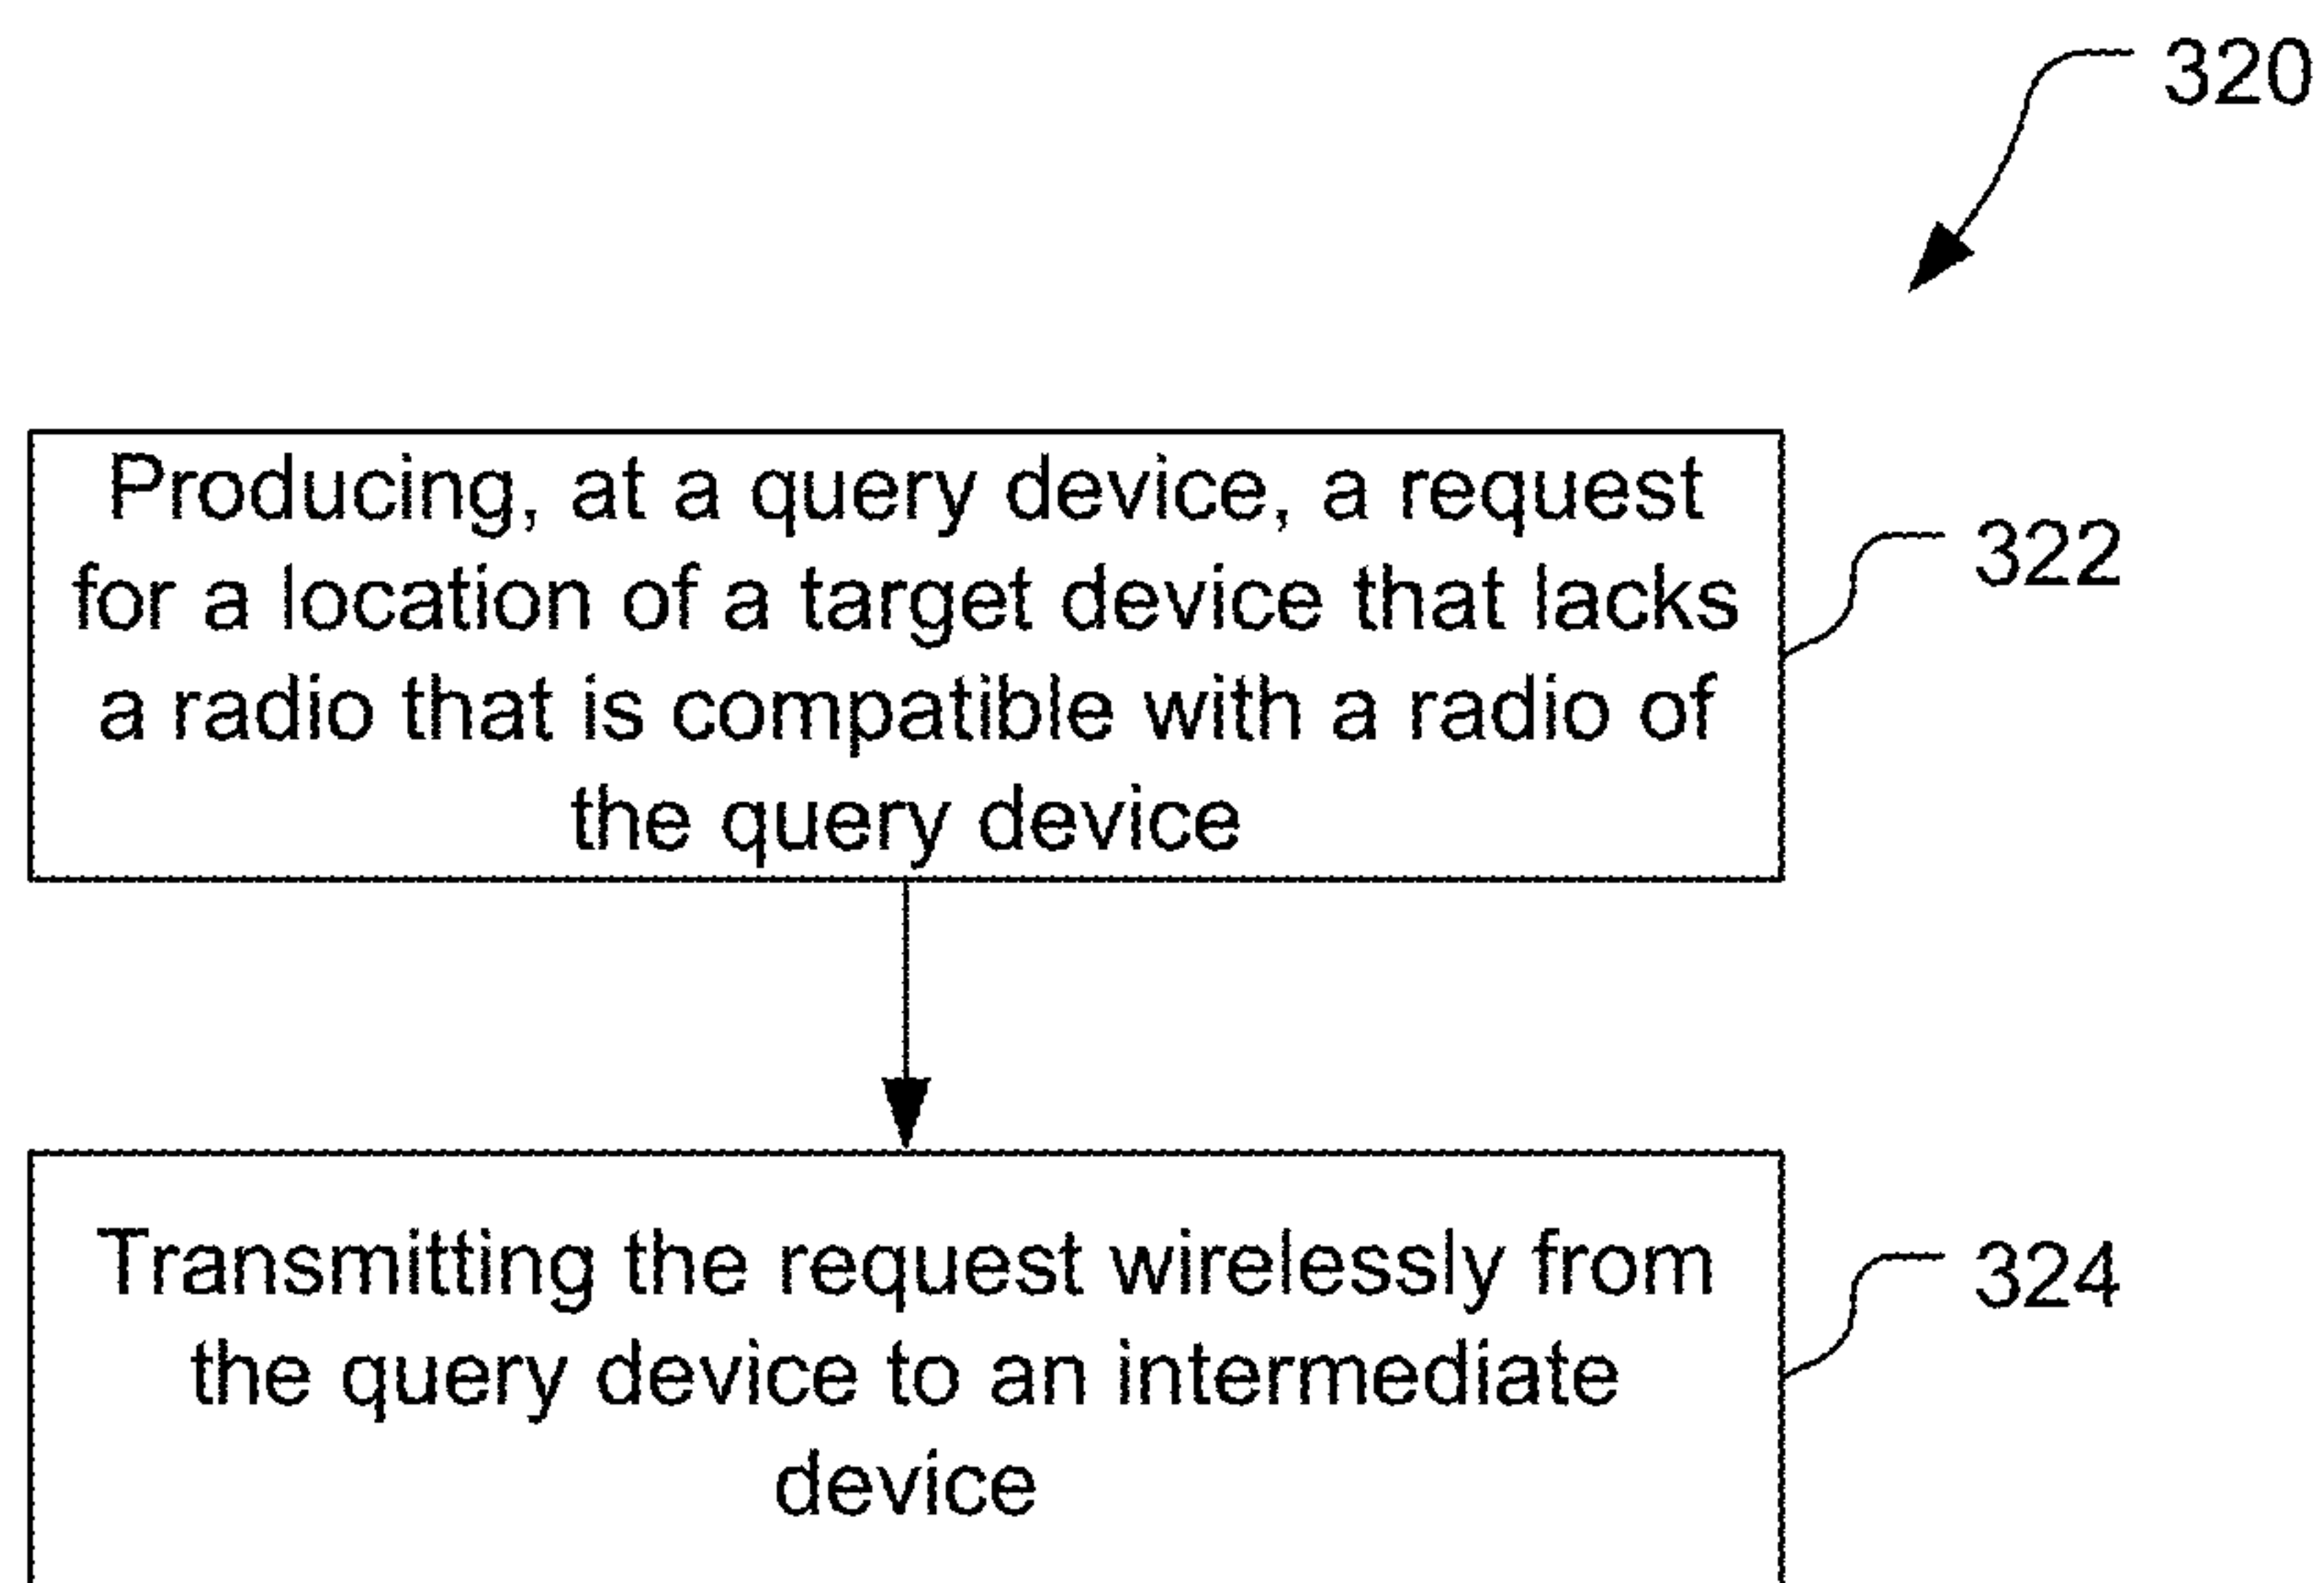 320
Producing, at a query device, a request
for a location of a target device that lacks
a radio that is compatible with a radio of
the query device
322
Transmitting the request wirelessly from
the query device to an intermediate
device
324